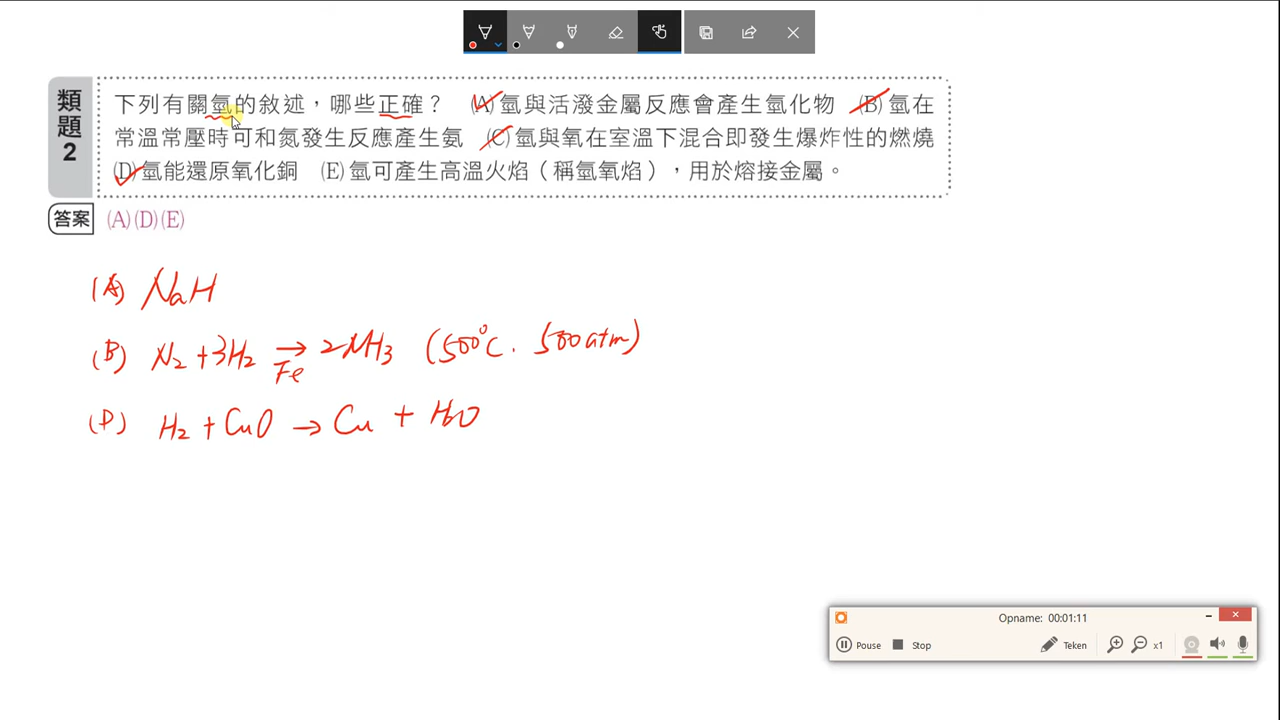 類題2
下列有關氫的敘述，哪些正確？ (A)氫與活潑金屬反應會產生氫化物 (B)氫在
常溫常壓時可和氮發生反應產生氨 (C)氫與氧在室溫下混合即發生爆炸性的燃燒
(D)氫能還原氧化銅 (E)氫可產生高溫火焰（稱氫氧焰），用於熔接金屬。
答案 (A)(D)(E)
(A) NaH
(B) N₂+3H₂ →Fe 2NH₃ (500°C. 500atm)
(D) H₂+CuO → Cu + H₂O
Opname: 00:01:11
Pause Stop Teken x1